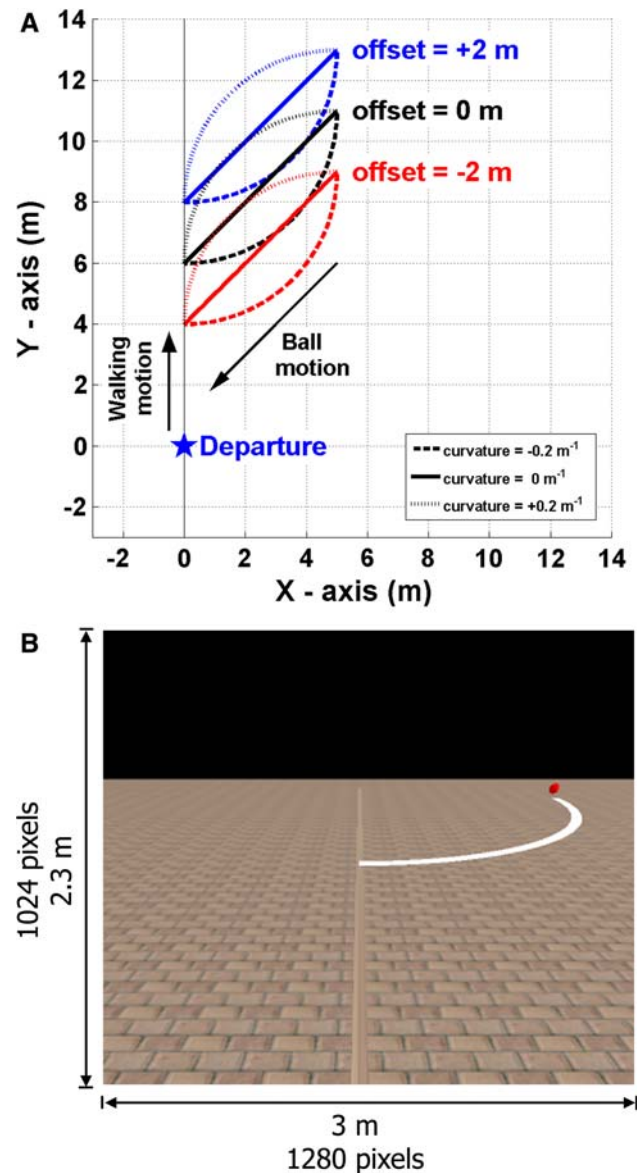 A
14
12
10
8
6
4
2
0
-2
Y - axis (m)
offset = +2 m
offset = 0 m
offset = -2 m
Walking
motion
Ball
motion
Departure
curvature = -0.2 m⁻¹
curvature = 0 m⁻¹
curvature = +0.2 m⁻¹
-2 0 2 4 6 8 10 12 14
X - axis (m)
B
1024 pixels
2.3 m
3 m
1280 pixels